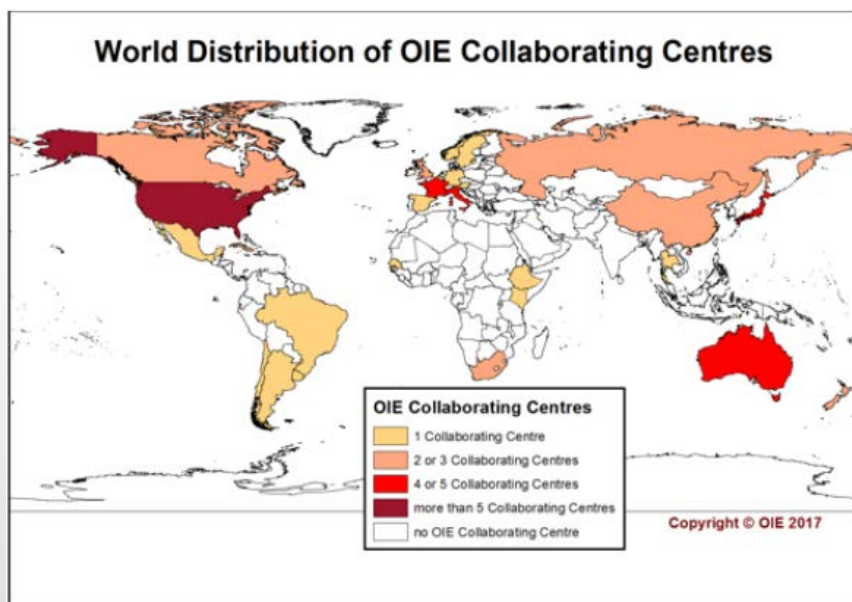 World Distribution of OIE Collaborating Centres
OIE Collaborating Centres
1 Collaborating Centre
2 or 3 Collaborating Centres
4 or 5 Collaborating Centres
more than 5 Collaborating Centres
no OIE Collaborating Centre
Copyright © OIE 2017